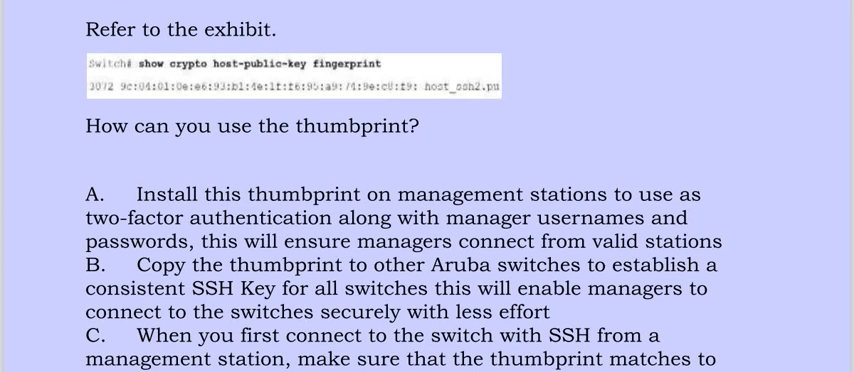 Refer to the exhibit.
Switch# show crypto host-public-key fingerprint
3072 9c:04:01:0e:e6:93:b1:4e:1f:f6:95:a9:74:9e:c8:f9: host_ssh2.pu
How can you use the thumbprint?
A. Install this thumbprint on management stations to use as
two-factor authentication along with manager usernames and
passwords, this will ensure managers connect from valid stations
B. Copy the thumbprint to other Aruba switches to establish a
consistent SSH Key for all switches this will enable managers to
connect to the switches securely with less effort
C. When you first connect to the switch with SSH from a
management station, make sure that the thumbprint matches to